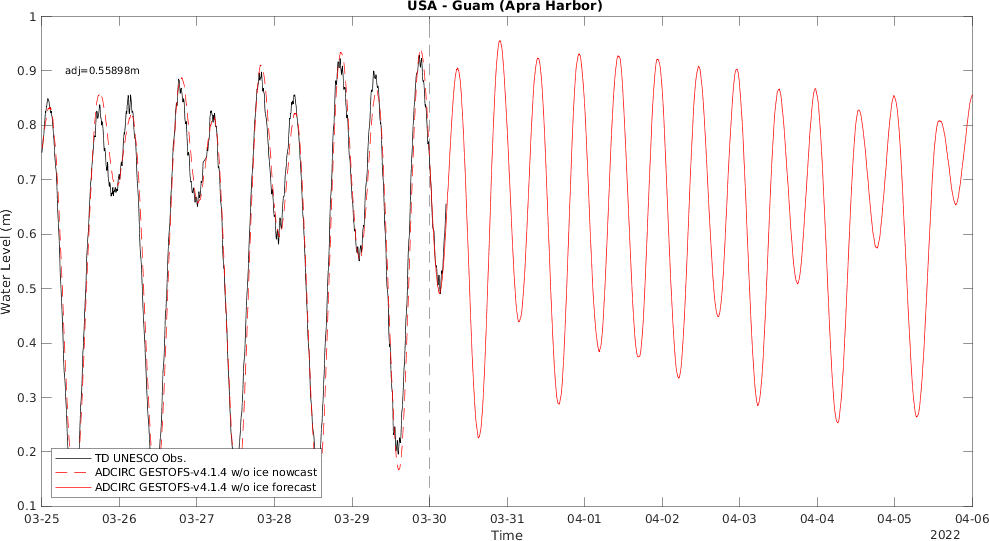 USA - Guam (Apra Harbor)
1
0.9
0.8
0.7
0.6
0.5
0.4
0.3
0.2
0.1
adj=0.55898m
Water Level (m)
TD UNESCO Obs.
ADCIRC GESTOFS-v4.1.4 w/o ice nowcast
ADCIRC GESTOFS-v4.1.4 w/o ice forecast
03-25 03-26 03-27 03-28 03-29 03-30 03-31 04-01 04-02 04-03 04-04 04-05 04-06
Time
2022